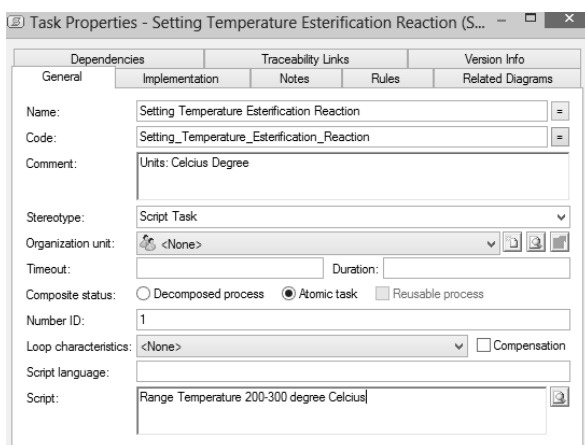 Task Properties - Setting Temperature Esterification Reaction (S...
Dependencies Traceability Links Version Info
General Implementation Notes Rules Related Diagrams
Name: Setting Temperature Esterification Reaction =
Code: Setting_Temperature_Esterification_Reaction =
Comment: Units: Celcius Degree
Stereotype: Script Task
Organization unit: <None>
Timeout: Duration:
Composite status: Decomposed process Atomic task Reusable process
Number ID: 1
Loop characteristics: <None> Compensation
Script language:
Script: Range Temperature 200-300 degree Celcius